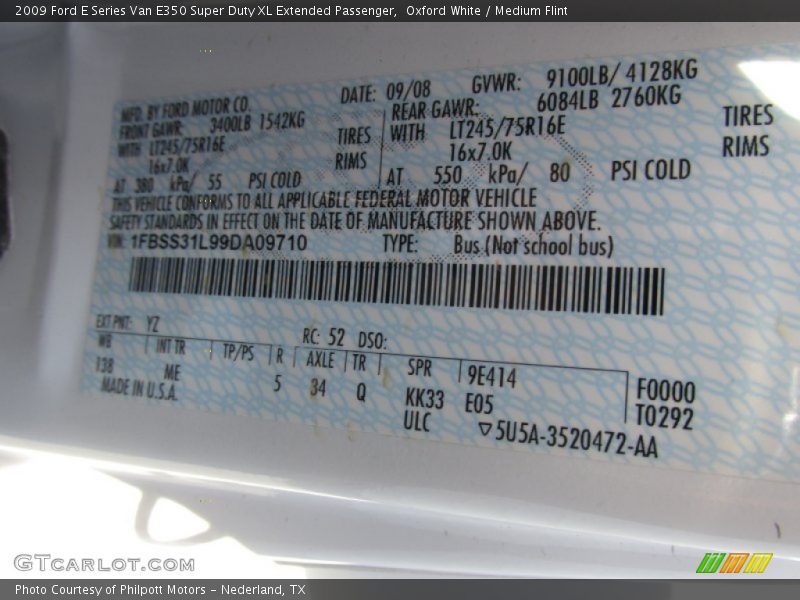 2009 Ford E Series Van E350 Super Duty XL Extended Passenger,  Oxford White / Medium Flint
MFD. BY FORD MOTOR CO. DATE: 09/08 GVWR: 9100LB/ 4128KG
FRONT GAWR: 3400LB 1542KG REAR GAWR: 6084LB 2760KG
WITH LT245/75R16E TIRES WITH LT245/75R16E TIRES
16x7.0K RIMS 16x7.0K RIMS
AT 380 kPa/ 55 PSI COLD AT 550 kPa/ 80 PSI COLD
THIS VEHICLE CONFORMS TO ALL APPLICABLE FEDERAL MOTOR VEHICLE
SAFETY STANDARDS IN EFFECT ON THE DATE OF MANUFACTURE SHOWN ABOVE.
VIN: 1FBSS31L99DA09710 TYPE: Bus (Not school bus)
EXT PNT: YZ RC: 52 DSO:
WB INT TR TP/PS R AXLE TR SPR 9E414 F0000
138 ME 5 34 Q KK33 E05 T0292
MADE IN U.S.A. ULC ▽5U5A-3520472-AA
GTCARLOT.COM
Photo Courtesy of Philpott Motors - Nederland, TX